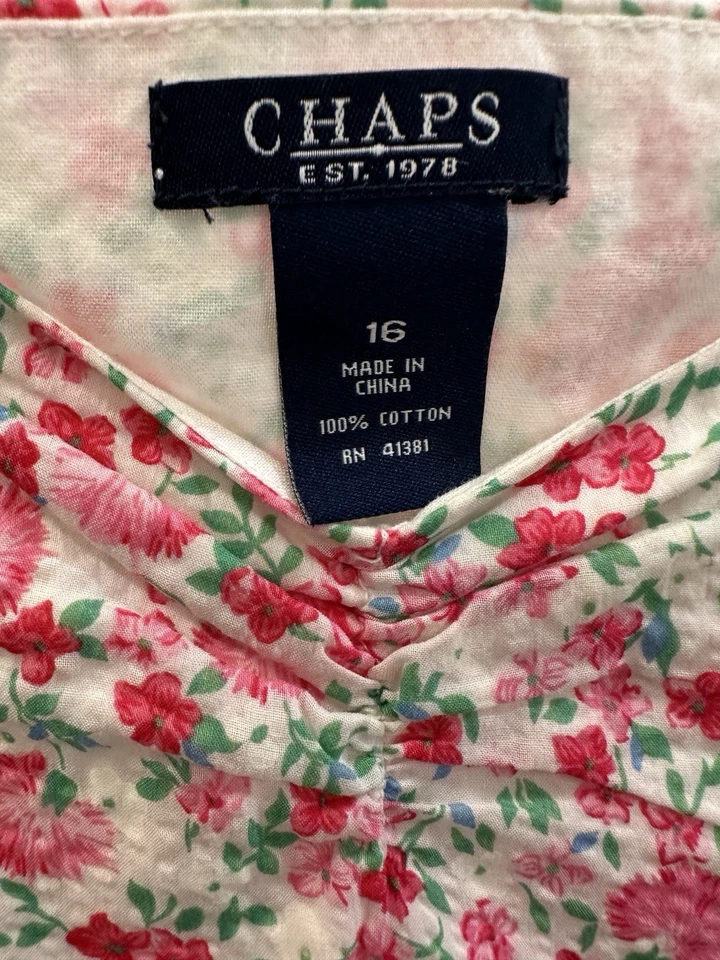 CHAPS
EST. 1978
16
MADE IN
CHINA
100% COTTON
RN 41381